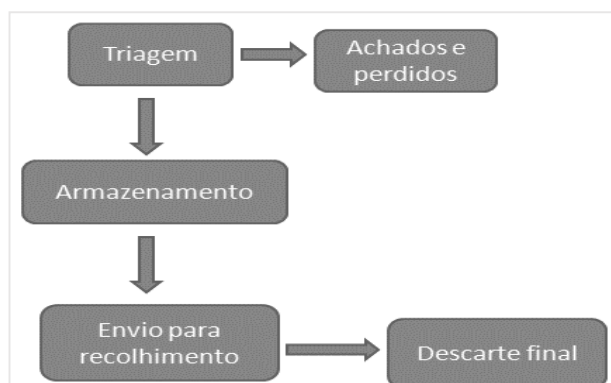 Triagem
Achados e
perdidos
Armazenamento
Envio para
recolhimento
Descarte final